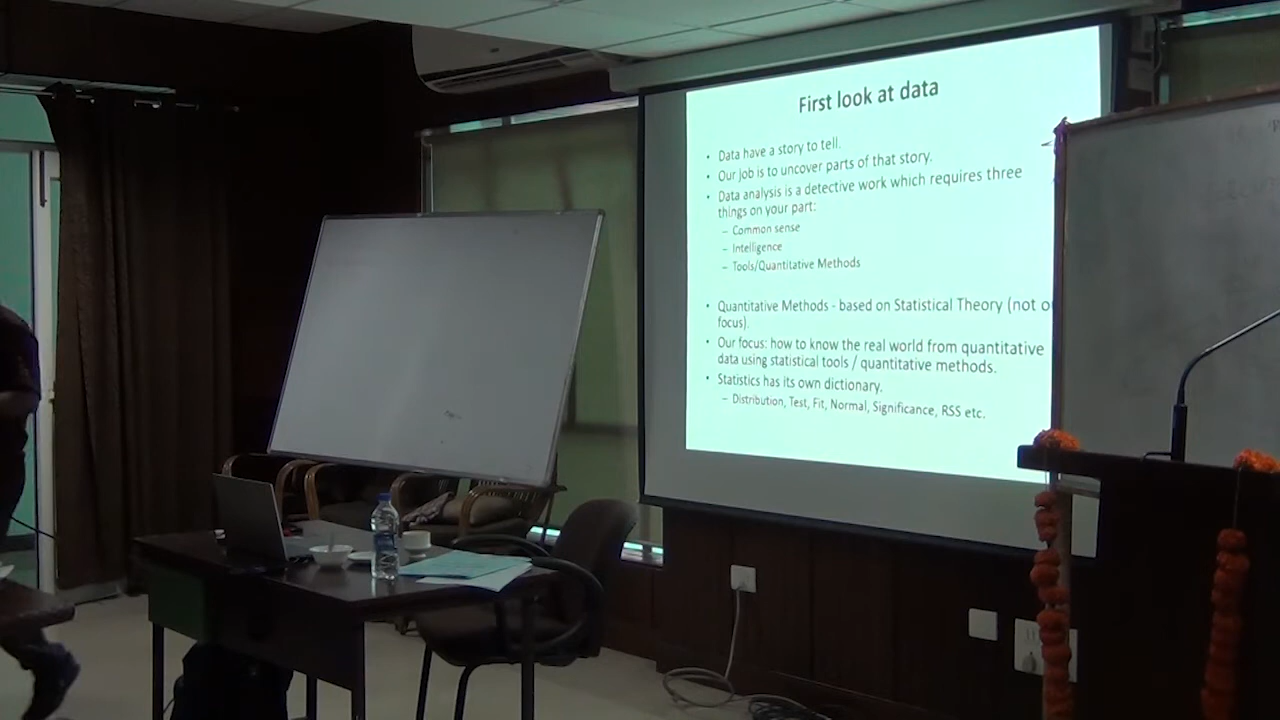 First look at data
• Data have a story to tell.
• Our job is to uncover parts of that story.
• Data analysis is a detective work which requires three
things on your part:
– Common sense
– Intelligence
– Tools/Quantitative Methods
• Quantitative Methods - based on Statistical Theory (not o
focus).
• Our focus: how to know the real world from quantitative
data using statistical tools / quantitative methods.
• Statistics has its own dictionary.
– Distribution, Test, Fit, Normal, Significance, RSS etc.